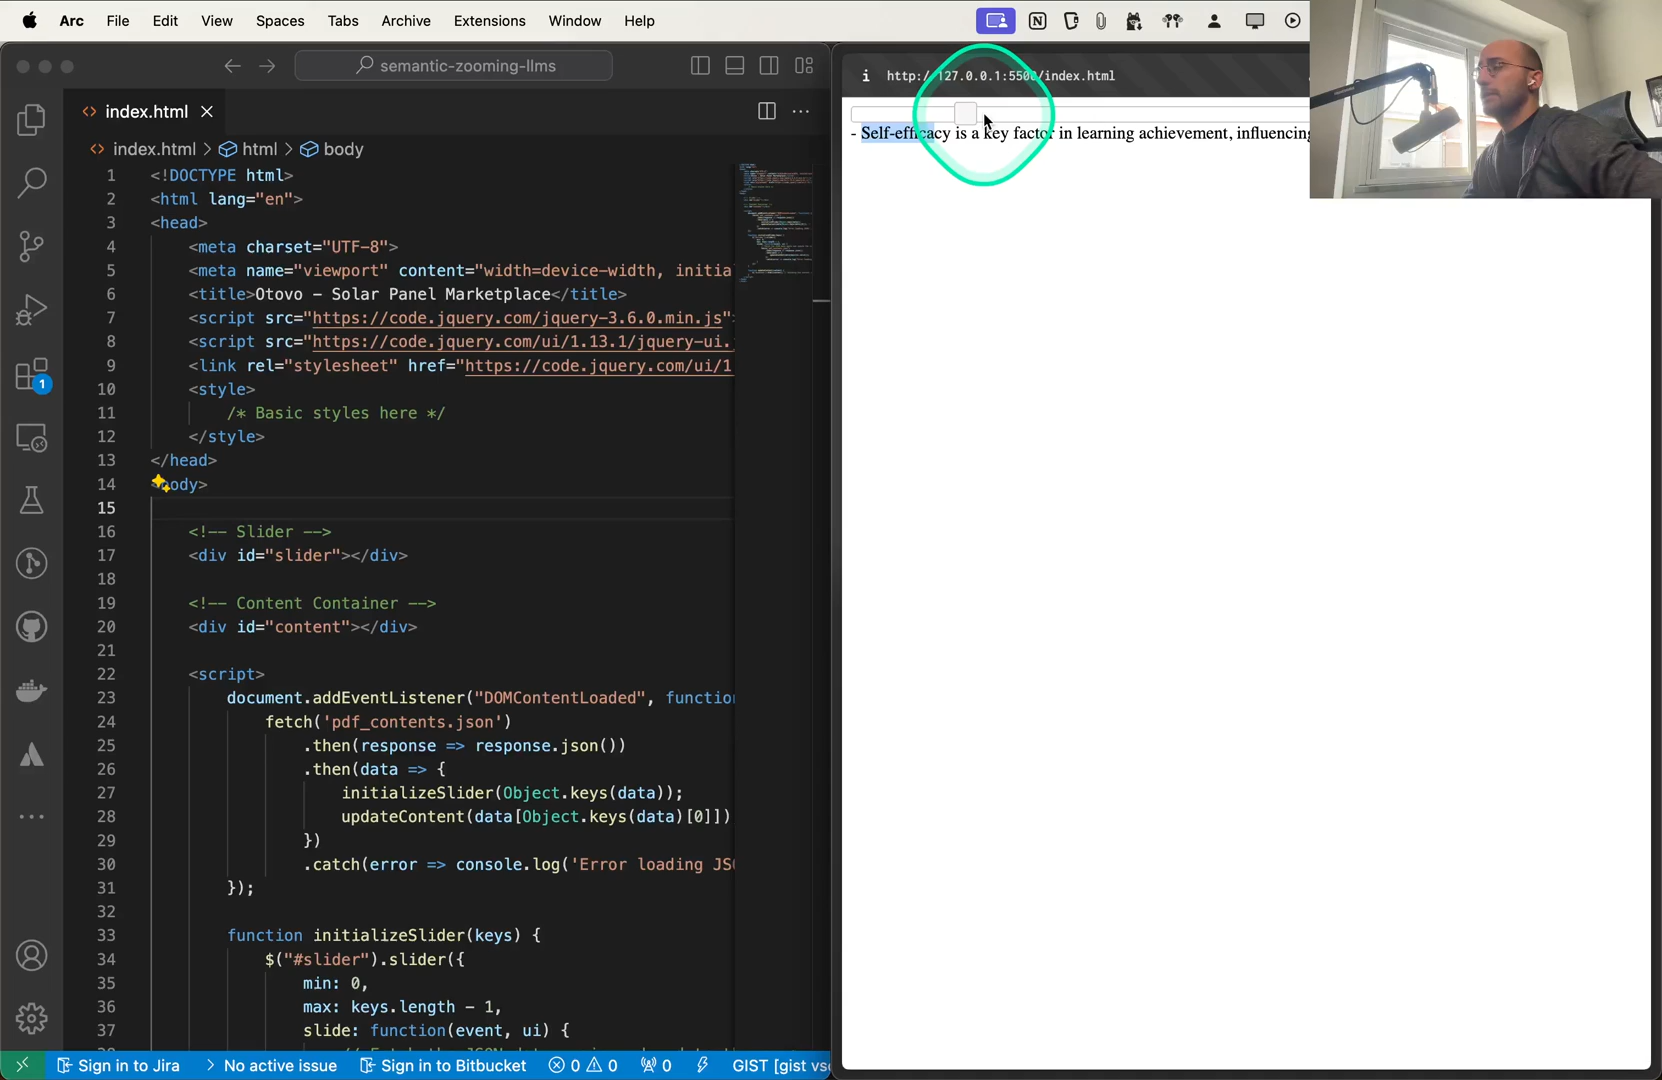 Arc File Edit View Spaces Tabs Archive Extensions Window Help
semantic-zooming-llms
index.html
index.html > html > body
1 <!DOCTYPE html>
2 <html lang="en">
3 <head>
4 <meta charset="UTF-8">
5 <meta name="viewport" content="width=device-width, initia
6 <title>Otovo – Solar Panel Marketplace</title>
7 <script src="https://code.jquery.com/jquery-3.6.0.min.js"
8 <script src="https://code.jquery.com/ui/1.13.1/jquery-ui.
9 <link rel="stylesheet" href="https://code.jquery.com/ui/1
10 <style>
11 /* Basic styles here */
12 </style>
13 </head>
14 <body>
15
16 <!-- Slider -->
17 <div id="slider"></div>
18
19 <!-- Content Container -->
20 <div id="content"></div>
21
22 <script>
23 document.addEventListener("DOMContentLoaded", function
24 fetch('pdf_contents.json')
25 .then(response => response.json())
26 .then(data => {
27 initializeSlider(Object.keys(data));
28 updateContent(data[Object.keys(data)[0]])
29 })
30 .catch(error => console.log('Error loading JSO
31 });
32
33 function initializeSlider(keys) {
34 $("#slider").slider({
35 min: 0,
36 max: keys.length - 1,
37 slide: function(event, ui) {
1
Sign in to Jira > No active issue Sign in to Bitbucket 0 0 0 GIST [gist vsc
http://127.0.0.1:5500/index.html
- Self-efficacy is a key factor in learning achievement, influencing